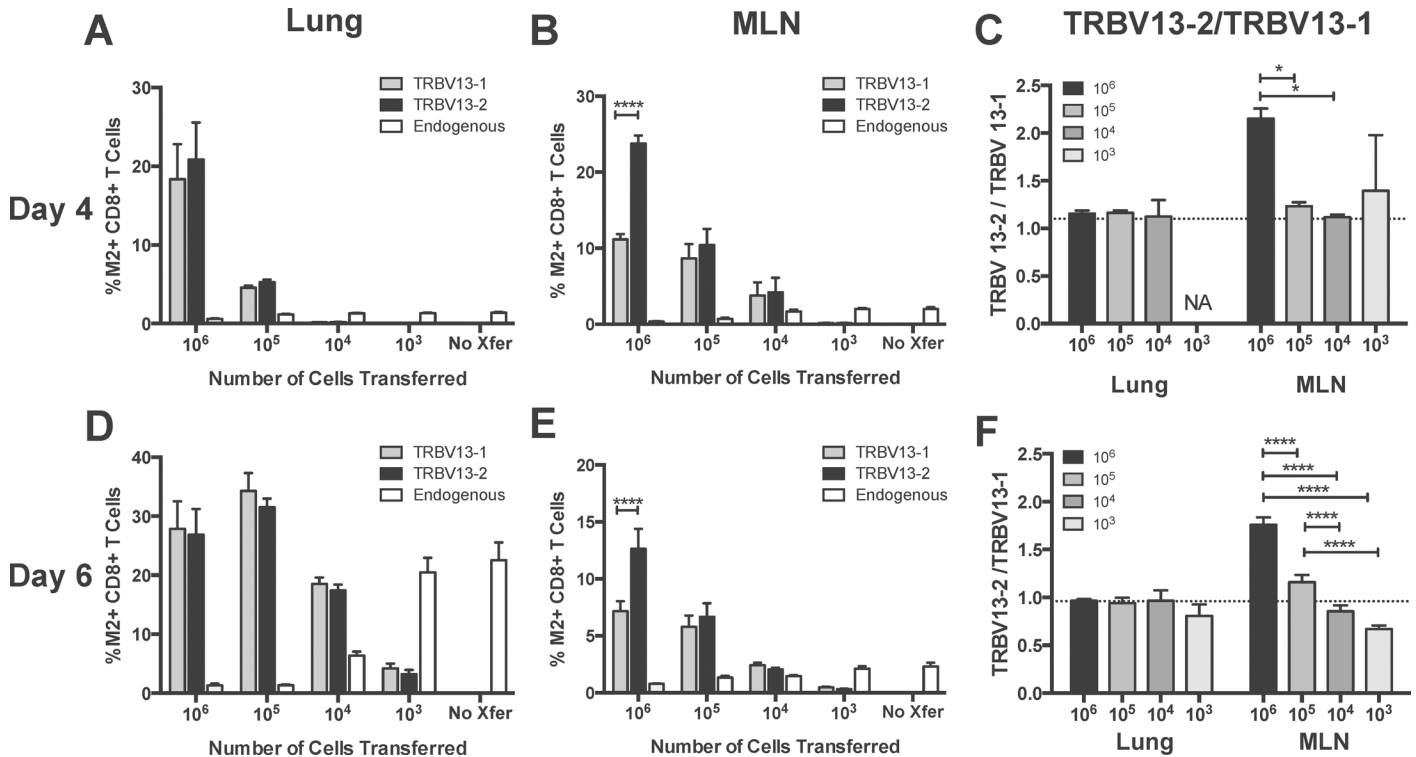 Lung
MLN
TRBV13-2/TRBV13-1
Day 4
A
%M2+ CD8+ T Cells
30
20
10
0
TRBV13-1
TRBV13-2
Endogenous
10⁶
10⁵
10⁴
10³
No Xfer
Number of Cells Transferred
B
% M2+ CD8+ T Cells
30
20
10
0
****
TRBV13-1
TRBV13-2
Endogenous
10⁶
10⁵
10⁴
10³
No Xfer
Number of Cells Transferred
C
TRBV 13-2 / TRBV 13-1
2.5
2.0
1.5
1.0
0.5
0.0
10⁶
10⁵
10⁴
10³
*
*
NA
10⁶ 10⁵ 10⁴ 10³
10⁶ 10⁵ 10⁴ 10³
Lung
MLN
Day 6
D
%M2+ CD8+ T Cells
40
30
20
10
0
TRBV13-1
TRBV13-2
Endogenous
10⁶
10⁵
10⁴
10³
No Xfer
Number of Cells Transferred
E
% M2+ CD8+ T Cells
20
15
10
5
0
****
TRBV13-1
TRBV13-2
Endogenous
10⁶
10⁵
10⁴
10³
No Xfer
Number of Cells Transferred
F
TRBV13-2 /TRBV13-1
2.5
2.0
1.5
1.0
0.5
0.0
10⁶
10⁵
10⁴
10³
****
****
****
****
****
10⁶ 10⁵ 10⁴ 10³
10⁶ 10⁵ 10⁴ 10³
Lung
MLN